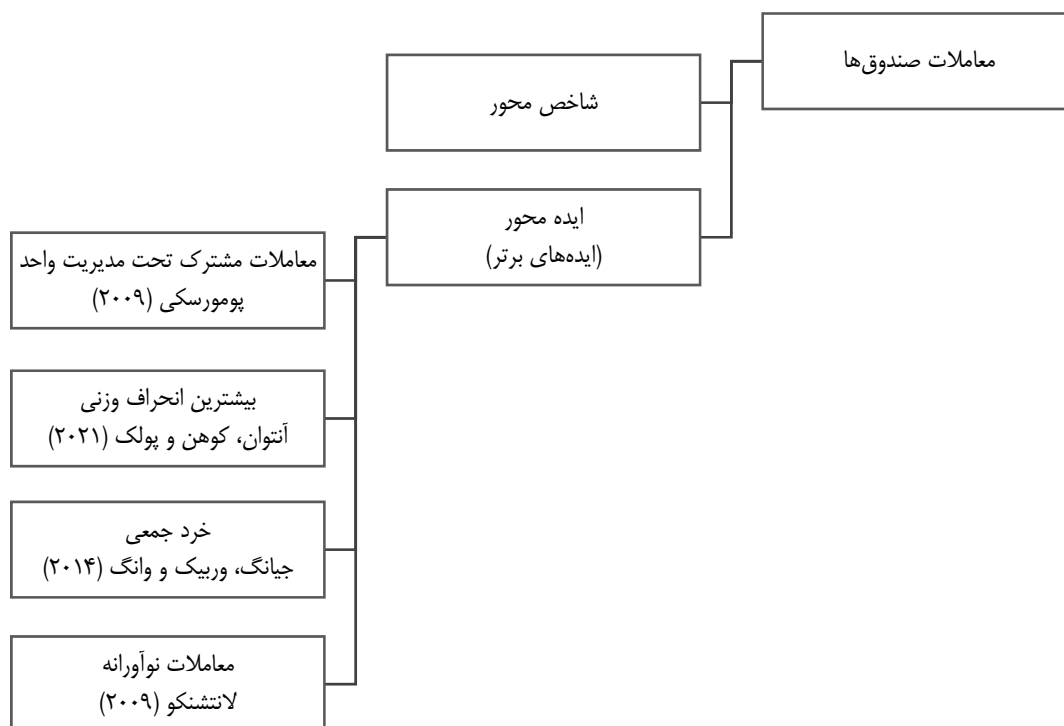 معاملات صندوق‌ها
شاخص محور
ایده محور
(ایده‌های برتر)
معاملات مشترک تحت مدیریت واحد
پومورسکی (۲۰۰۹)
بیشترین انحراف وزنی
آنتوان، کوهن و پولک (۲۰۲۱)
خرد جمعی
جیانگ، وربیک و وانگ (۲۰۱۴)
معاملات نوآورانه
لانتشنکو (۲۰۰۹)